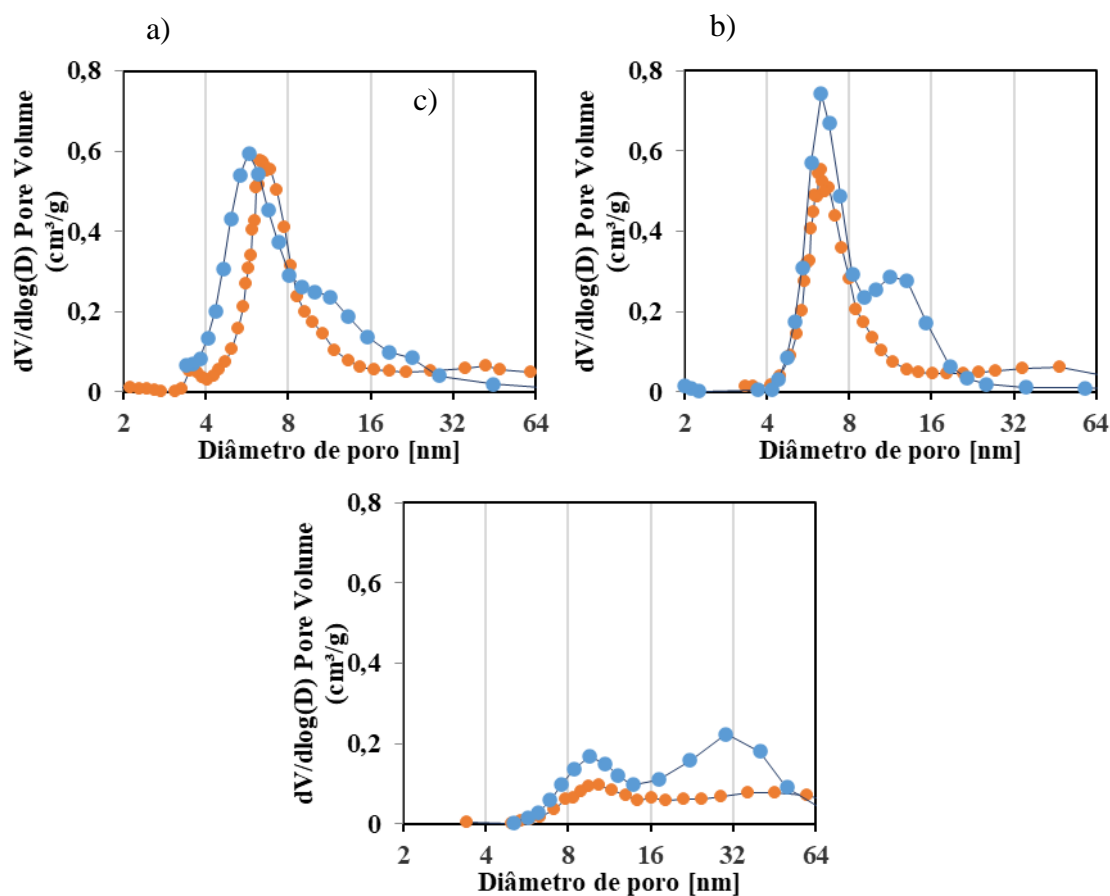 a)
0,8
0,6
0,4
0,2
0
dV/dlog(D) Pore Volume
(cm³/g)
c)
2 4 8 16 32 64
Diâmetro de poro [nm]
b)
0,8
0,6
0,4
0,2
0
dV/dlog(D) Pore Volume
(cm³/g)
2 4 8 16 32 64
Diâmetro de poro [nm]
0,8
0,6
0,4
0,2
0
dV/dlog(D) Pore Volume
(cm³/g)
2 4 8 16 32 64
Diâmetro de poro [nm]